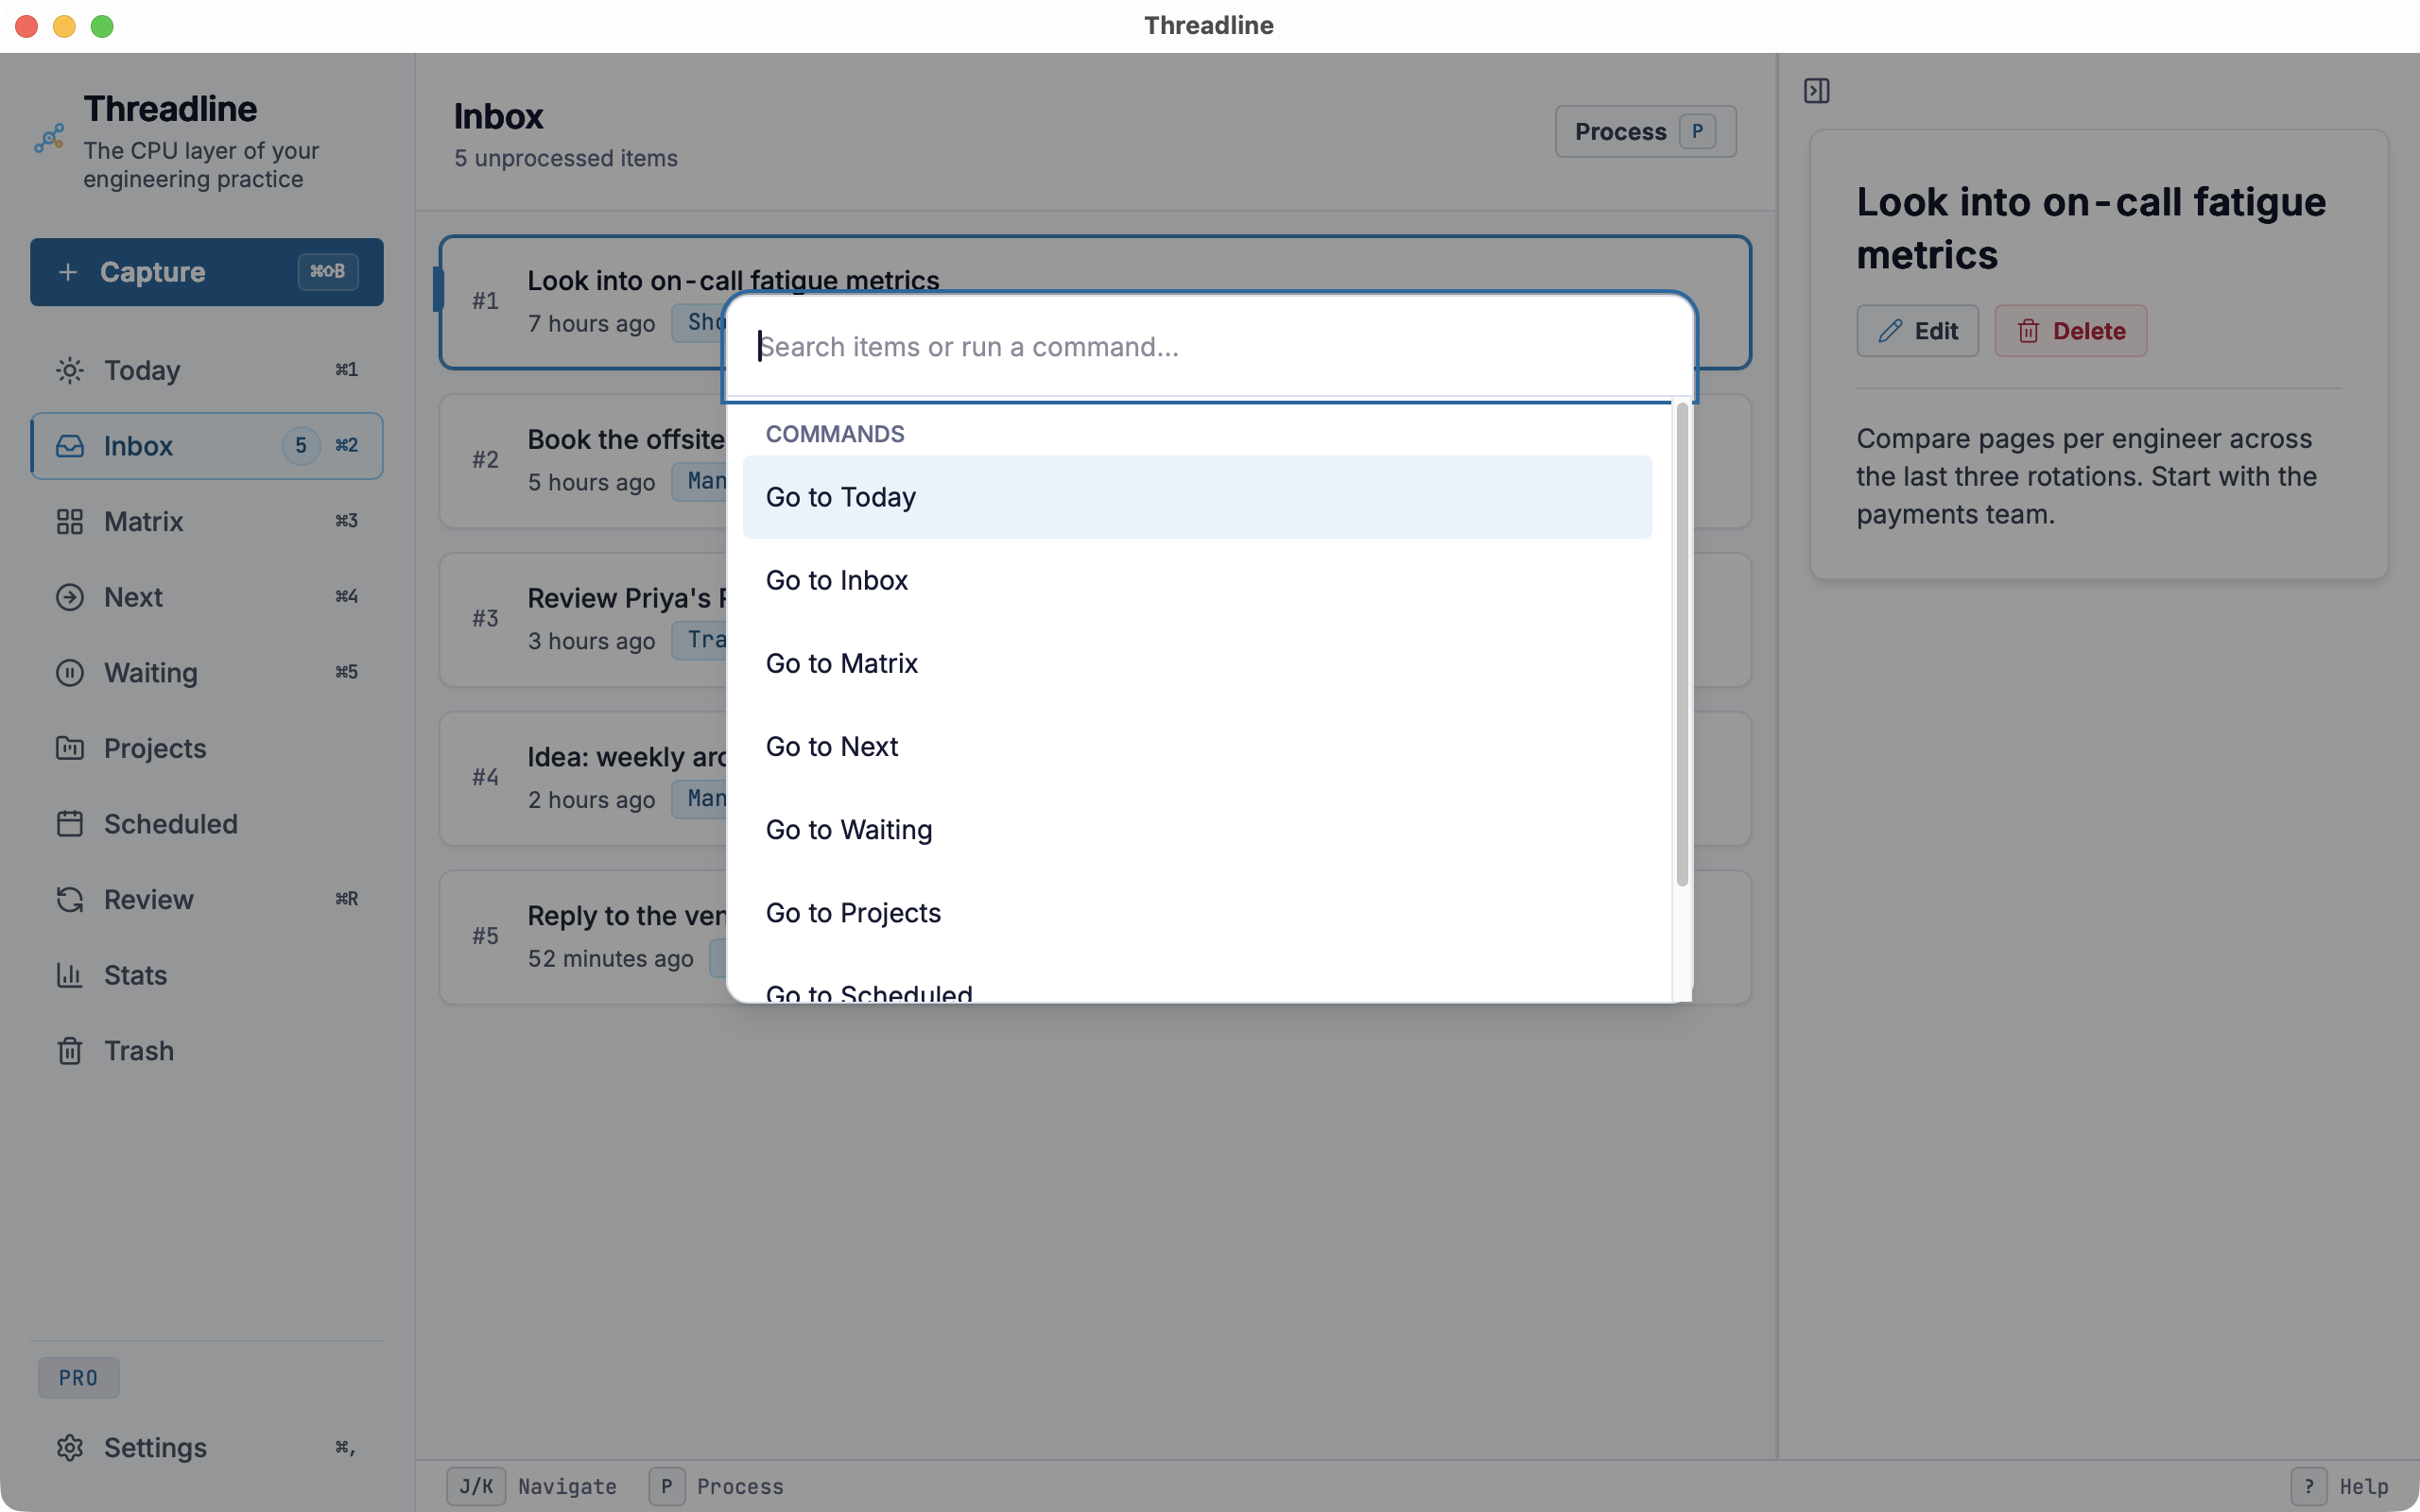 Threadline
Threadline
The CPU layer of your
engineering practice
Capture ⌘⇧B
Today ⌘1
Inbox 5 ⌘2
Matrix ⌘3
Next ⌘4
Waiting ⌘5
Projects
Scheduled
Review ⌘R
Stats
Trash
PRO
Settings ⌘,
Inbox
5 unprocessed items
Process P
#1 Look into on-call fatigue metrics
7 hours ago
#2 Book the offsite
5 hours ago
#3 Review Priya's
3 hours ago
#4 Idea: weekly
2 hours ago
#5 Reply to the
52 minutes ago
Search items or run a command...
COMMANDS
Go to Today
Go to Inbox
Go to Matrix
Go to Next
Go to Waiting
Go to Projects
Go to Scheduled
Look into on-call fatigue
metrics
Edit Delete
Compare pages per engineer across
the last three rotations. Start with the
payments team.
J/K Navigate P Process
? Help